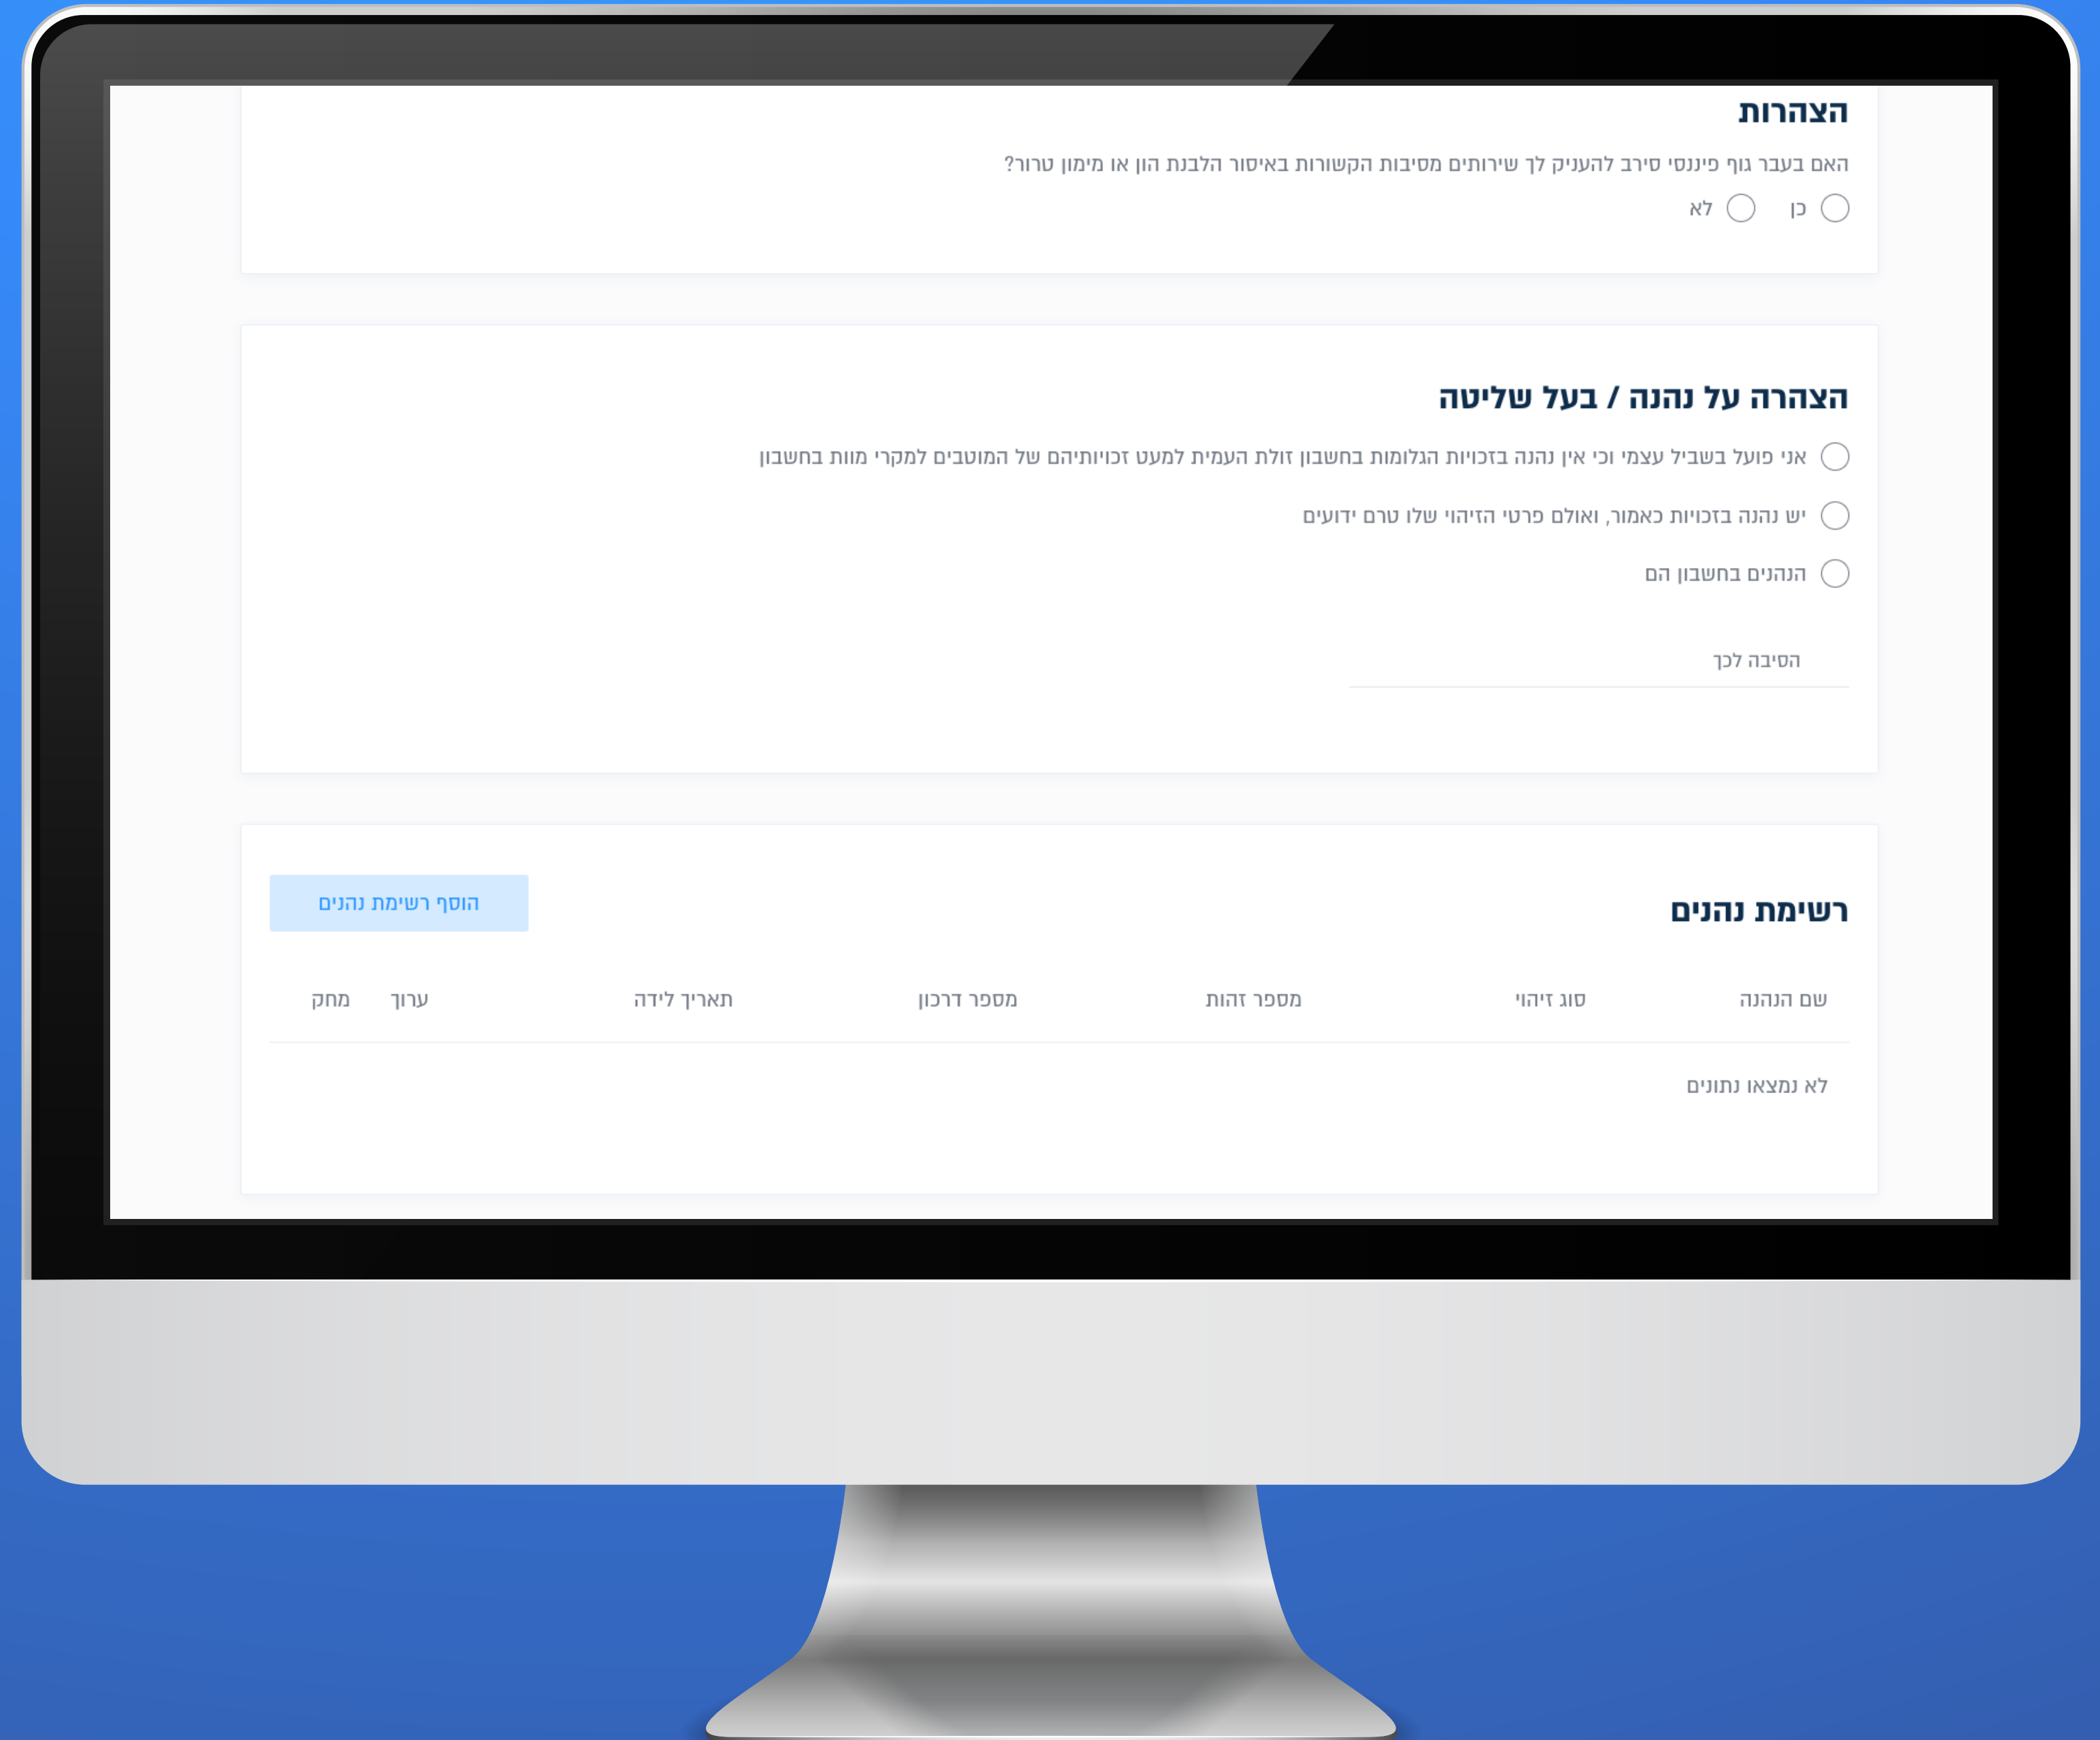 הצהרות
האם בעבר גוף פיננסי סירב להעניק לך שירותים מסיבות הקשורות באיסור הלבנת הון או מימון טרור?
כן לא
הצהרה על נהנה / בעל שליטה
אני פועל בשביל עצמי וכי אין נהנה בזכויות הגלומות בחשבון זולת העמית למעט זכויותיהם של המוטבים למקרי מוות בחשבון
יש נהנה בזכויות כאמור, ואולם פרטי הזיהוי שלו טרם ידועים
הנהנים בחשבון הם
הסיבה לכך
רשימת נהנים הוסף רשימת נהנים
שם הנהנה סוג זיהוי מספר זהות מספר דרכון תאריך לידה ערוך מחק
לא נמצאו נתונים